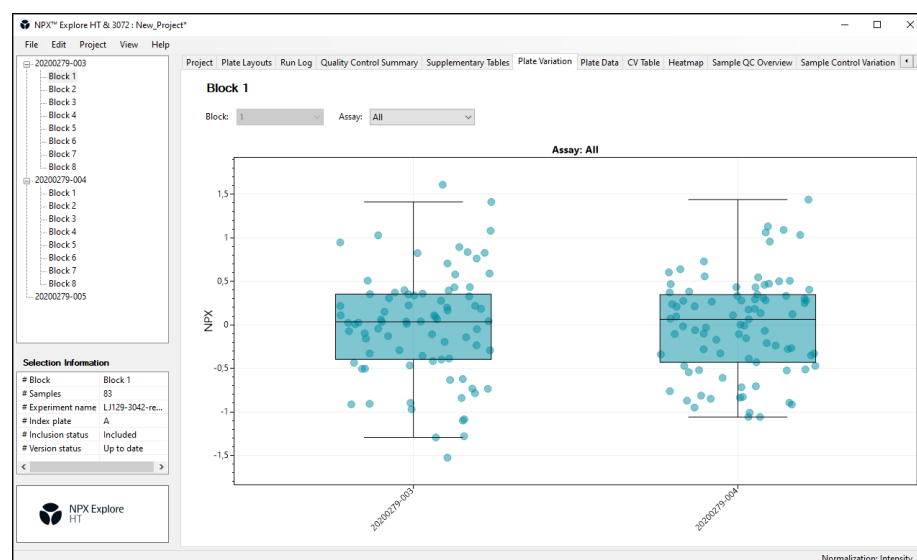 NPX™ Explore HT & 3072 : New_Project*
File Edit Project View Help
20200279-003
Block 1
Block 2
Block 3
Block 4
Block 5
Block 6
Block 7
Block 8
20200279-004
Block 1
Block 2
Block 3
Block 4
Block 5
Block 6
Block 7
Block 8
20200279-005
Selection Information
# Block Block 1
# Samples 83
# Experiment name LJ129-3042-re...
# Index plate A
# Inclusion status Included
# Version status Up to date
NPX Explore
HT
Project Plate Layouts Run Log Quality Control Summary Supplementary Tables Plate Variation Plate Data CV Table Heatmap Sample QC Overview Sample Control Variation
Block 1
Block: 1 Assay: All
Assay: All
NPX
1,5
1
0,5
0
-0,5
-1
-1,5
20200279-003
20200279-004
Normalization: Intensity